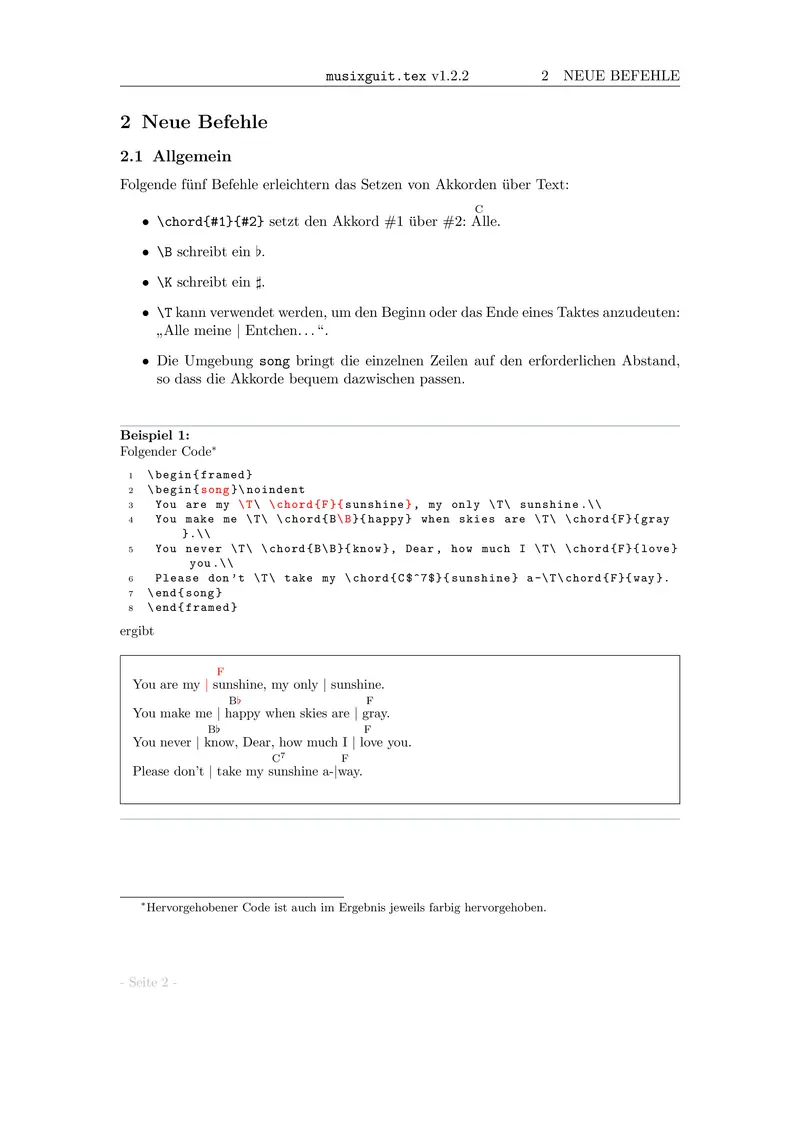 musixguit.tex v1.2.2 2 NEUE BEFEHLE
2 Neue Befehle
2.1 Allgemein
Folgende fünf Befehle erleichtern das Setzen von Akkorden über Text:
C
• \chord{#1}{#2} setzt den Akkord #1 über #2: Alle.
• \B schreibt ein ♭.
• \K schreibt ein ♯.
• \T kann verwendet werden, um den Beginn oder das Ende eines Taktes anzudeuten:
„Alle meine | Entchen. . . “.
• Die Umgebung song bringt die einzelnen Zeilen auf den erforderlichen Abstand,
so dass die Akkorde bequem dazwischen passen.
Beispiel 1:
Folgender Code*
1 \begin{framed}
2 \begin{song}\noindent
3 You are my \T\ \chord{F}{sunshine}, my only \T\ sunshine.\\
4 You make me \T\ \chord{B\B}{happy} when skies are \T\ \chord{F}{gray
}.\\
5 You never \T\ \chord{B\B}{know}, Dear, how much I \T\ \chord{F}{love}
you.\\
6 Please don't \T\ take my \chord{C$^7$}{sunshine} a-\T\chord{F}{way}.
7 \end{song}
8 \end{framed}
ergibt
F
You are my | sunshine, my only | sunshine.
B♭ F
You make me | happy when skies are | gray.
B♭ F
You never | know, Dear, how much I | love you.
C⁷ F
Please don't | take my sunshine a-|way.
*Hervorgehobener Code ist auch im Ergebnis jeweils farbig hervorgehoben.
- Seite 2 -